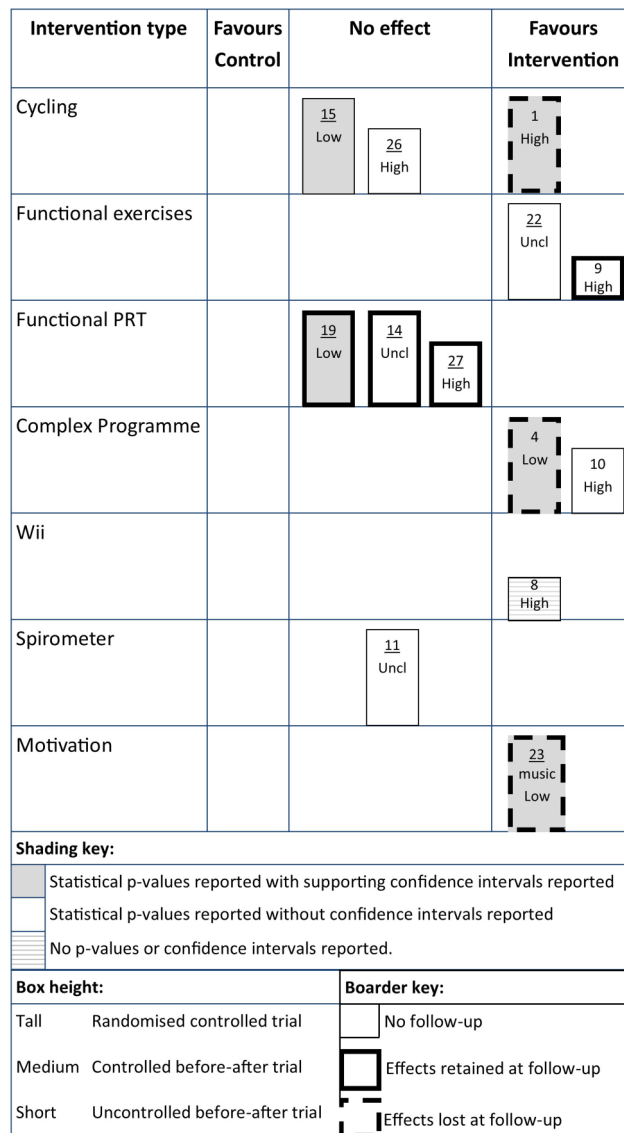 Intervention type Favours Control No effect Favours Intervention
Cycling
15
Low
26
High
1
High
Functional exercises
22
Uncl
9
High
Functional PRT
19
Low
14
Uncl
27
High
Complex Programme
4
Low
10
High
Wii
8
High
Spirometer
11
Uncl
Motivation
23
music
Low
Shading key:
Statistical p-values reported with supporting confidence intervals reported
Statistical p-values reported without confidence intervals reported
No p-values or confidence intervals reported.
Box height:
Tall Randomised controlled trial
Medium Controlled before-after trial
Short Uncontrolled before-after trial
Boarder key:
No follow-up
Effects retained at follow-up
Effects lost at follow-up